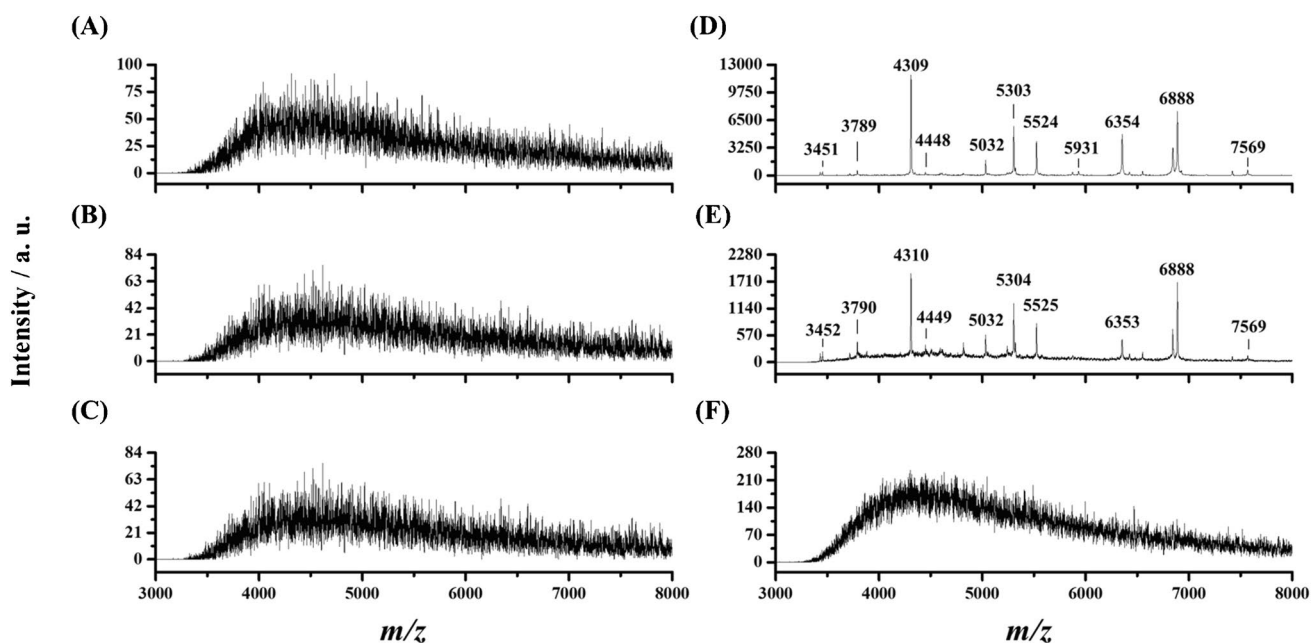 (A)
100
75
50
25
0
(B)
84
63
42
21
0
(C)
84
63
42
21
0
3000 4000 5000 6000 7000 8000
m/z
Intensity / a. u.
(D)
13000
9750
6500
3250
0
3451 3789 4309 4448 5032 5303 5524 5931 6354 6888 7569
(E)
2280
1710
1140
570
0
3452 3790 4310 4449 5032 5304 5525 6353 6888 7569
(F)
280
210
140
70
0
3000 4000 5000 6000 7000 8000
m/z